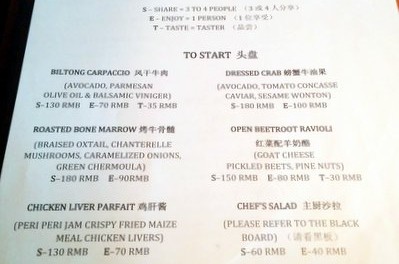 S – SHARE = 3 TO 4 PEOPLE (3 或 4 人分享)
E – ENJOY = 1 PERSON (1 位享受)
T – TASTE = TASTER (品尝)
TO START 头盘
BILTONG CARPACCIO 风干牛肉
(AVOCADO, PARMESAN
OLIVE OIL & BALSAMIC VINIGER)
S–130 RMB E–70 RMB T–35 RMB
DRESSED CRAB 螃蟹牛油果
(AVOCADO, TOMATO CONCASSE
CAVIAR, SESAME WONTON)
S–180 RMB E–100 RMB
ROASTED BONE MARROW 烤牛骨髓
(BRAISED OXTAIL, CHANTERELLE
MUSHROOMS, CARAMELIZED ONIONS,
GREEN CHERMOULA)
S–180 RMB E–90RMB
OPEN BEETROOT RAVIOLI
红菜配羊奶酪
(GOAT CHEESE
PICKLED BEETS, PINE NUTS)
S–150 RMB E–80 RMB T–30 RMB
CHICKEN LIVER PARFAIT 鸡肝酱
(PERI PERI JAM CRISPY FRIED MAIZE
MEAL CHICKEN LIVERS)
S–130 RMB E–70 RMB
CHEF'S SALAD 主厨沙拉
(PLEASE REFER TO THE BLACK
BOARD) (请看黑板)
S–60 RMB E–40 RMB